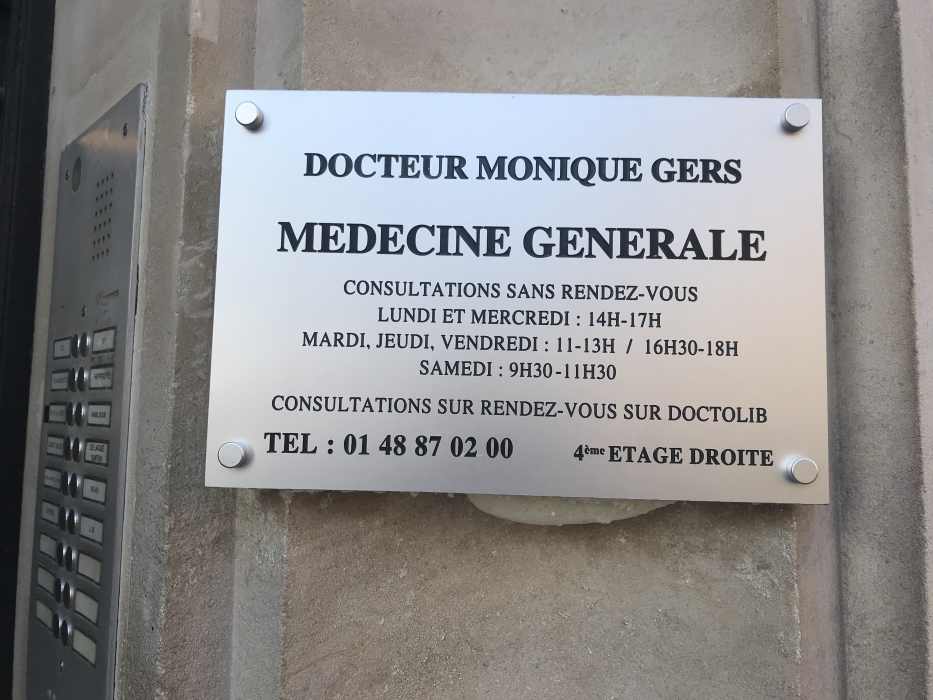 DOCTEUR MONIQUE GERS
MEDECINE GENERALE
CONSULTATIONS SANS RENDEZ-VOUS
LUNDI ET MERCREDI : 14H-17H
MARDI, JEUDI, VENDREDI : 11-13H / 16H30-18H
SAMEDI : 9H30-11H30
CONSULTATIONS SUR RENDEZ-VOUS SUR DOCTOLIB
TEL : 01 48 87 02 00 4ème ETAGE DROITE